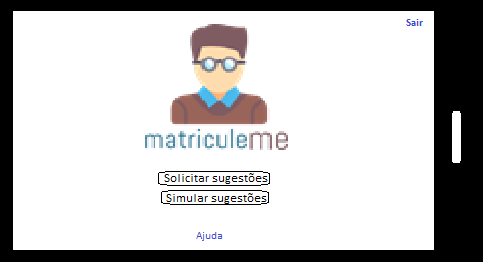 Sair
matriculeme
Solicitar sugestões
Simular sugestões
Ajuda